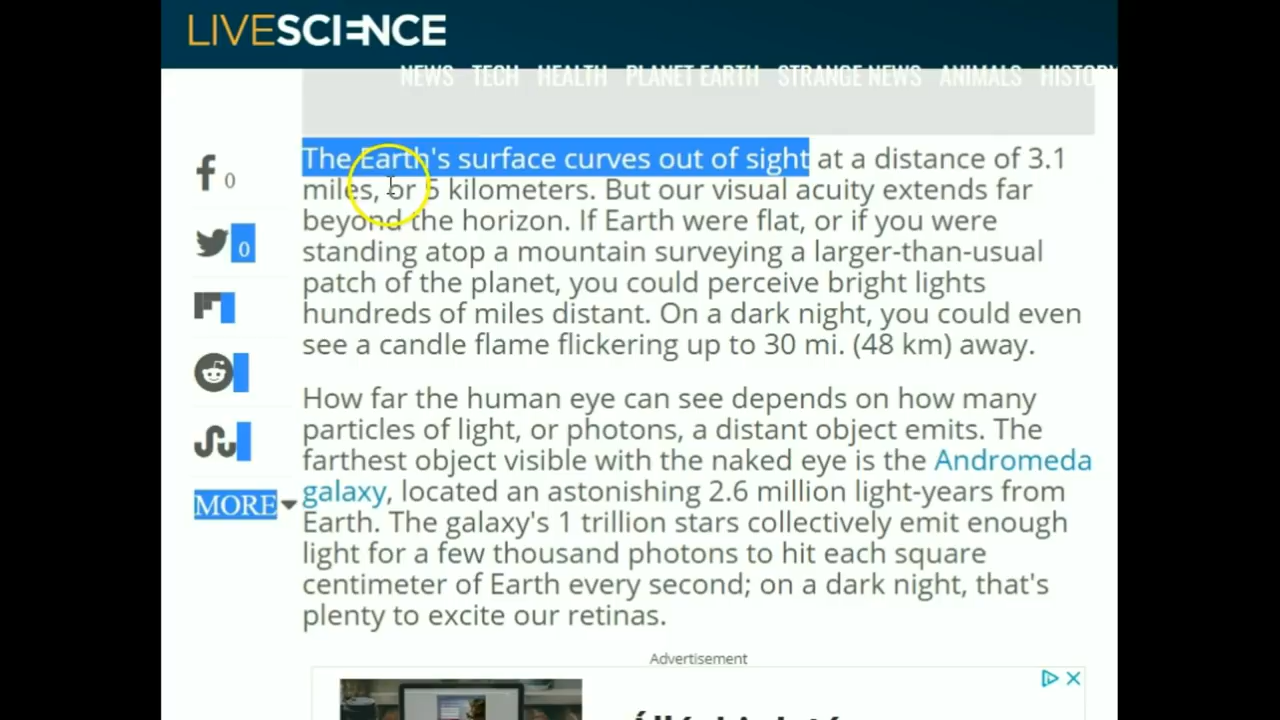 LIVESCIENCE
NEWS TECH HEALTH PLANET EARTH STRANGE NEWS ANIMALS HISTORY
The Earth's surface curves out of sight at a distance of 3.1
miles, or 5 kilometers. But our visual acuity extends far
beyond the horizon. If Earth were flat, or if you were
standing atop a mountain surveying a larger-than-usual
patch of the planet, you could perceive bright lights
hundreds of miles distant. On a dark night, you could even
see a candle flame flickering up to 30 mi. (48 km) away.
How far the human eye can see depends on how many
particles of light, or photons, a distant object emits. The
farthest object visible with the naked eye is the Andromeda
galaxy, located an astonishing 2.6 million light-years from
Earth. The galaxy's 1 trillion stars collectively emit enough
light for a few thousand photons to hit each square
centimeter of Earth every second; on a dark night, that's
plenty to excite our retinas.
0
0
MORE
Advertisement